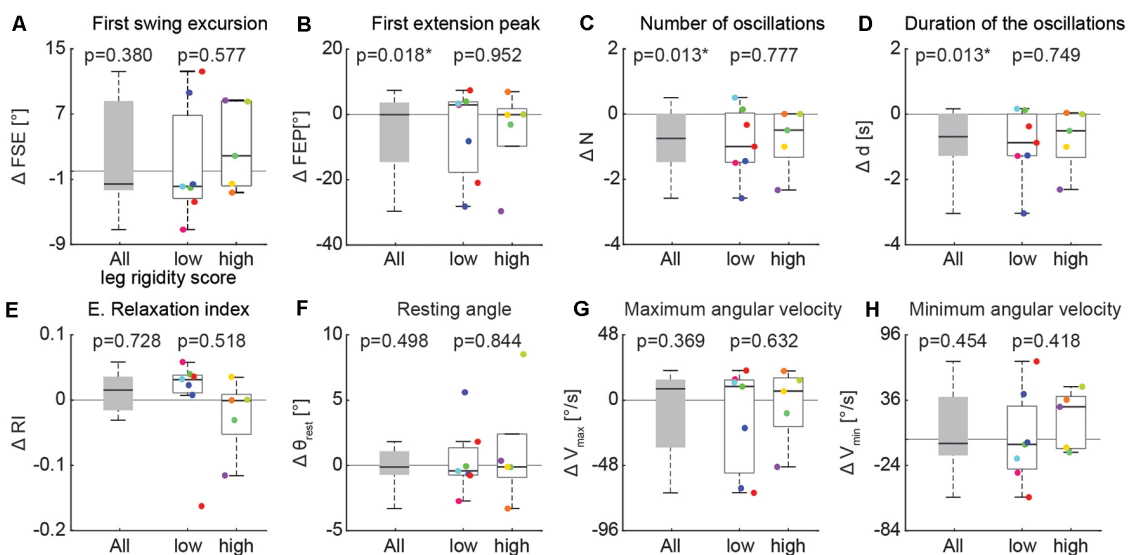 A First swing excursion
p=0.380 p=0.577
15
7
-1
-9
Δ FSE [°]
All low high
leg rigidity score
B First extension peak
p=0.018* p=0.952
20
0
-20
-40
Δ FEP[°]
All low high
C Number of oscillations
p=0.013* p=0.777
2
0
-2
-4
Δ N
All low high
D Duration of the oscillations
p=0.013* p=0.749
2
0
-2
-4
Δ d [s]
All low high
E E. Relaxation index
p=0.728 p=0.518
0.1
0
-0.1
-0.2
Δ RI
All low high
F Resting angle
p=0.498 p=0.844
10
5
0
-5
Δ θrest [°]
All low high
G Maximum angular velocity
p=0.369 p=0.632
48
0
-48
-96
Δ Vmax [°/s]
All low high
H Minimum angular velocity
p=0.454 p=0.418
96
36
-24
-84
Δ Vmin [°/s]
All low high